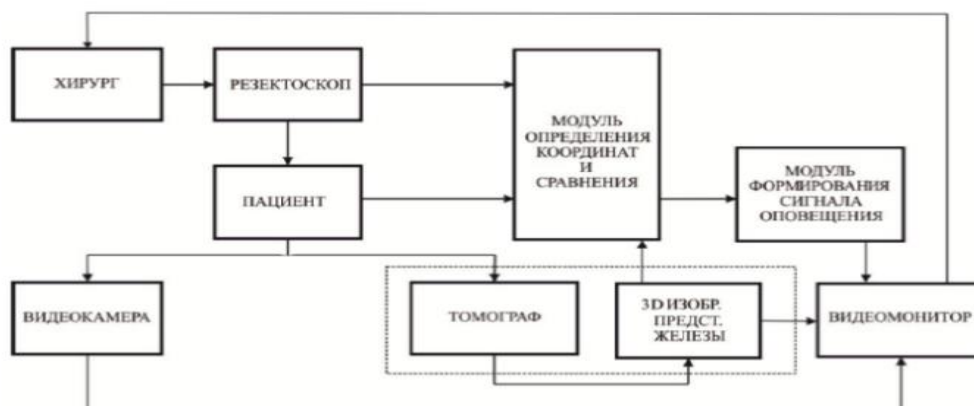 ХИРУРГ
РЕЗЕКТОСКОП
МОДУЛЬ
ОПРЕДЕЛЕНИЯ
КООРДИНАТ
И
СРАВНЕНИЯ
ПАЦИЕНТ
МОДУЛЬ
ФОРМИРОВАНИЯ
СИГНАЛА
ОПОВЕЩЕНИЯ
ВИДЕОКАМЕРА
ТОМОГРАФ
3D ИЗОБР.
ПРЕДСТ.
ЖЕЛЕЗЫ
ВИДЕОМОНИТОР